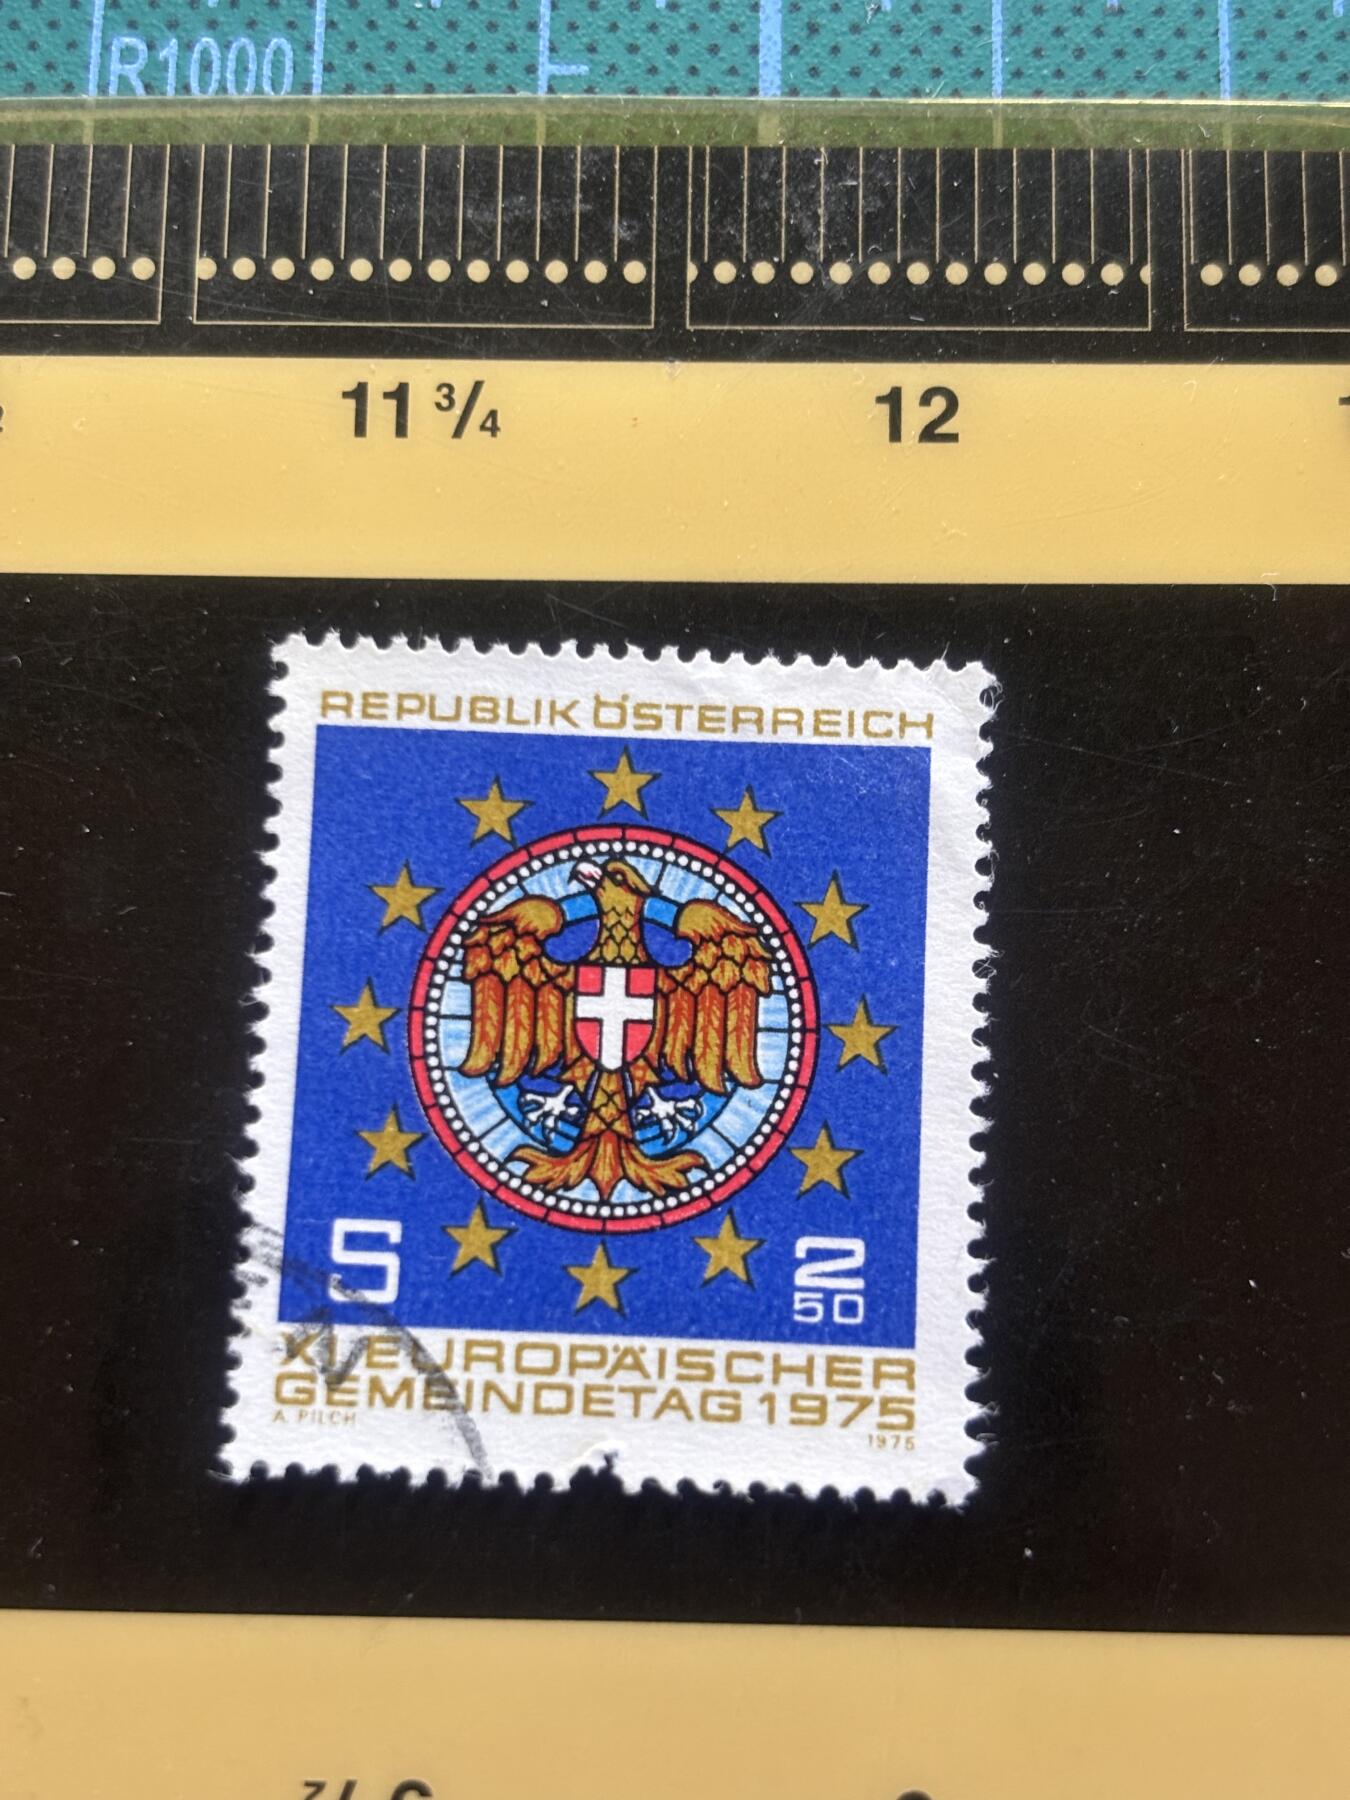 R1000
11 3/4
12
REPUBLIK ÖSTERREICH
S 2 50
XI. EUROPÄISCHER
GEMEINDETAG 1975
A. PILCH
1975